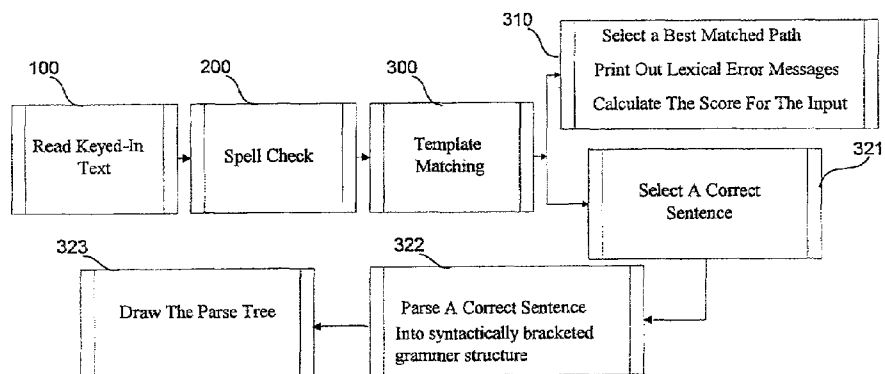 310
Select a Best Matched Path
Print Out Lexical Error Messages
Calculate The Score For The Input
100
Read Keyed-In
Text
200
Spell Check
300
Template
Matching
321
Select A Correct
Sentence
322
Parse A Correct Sentence
Into syntactically bracketed
grammer structure
323
Draw The Parse Tree